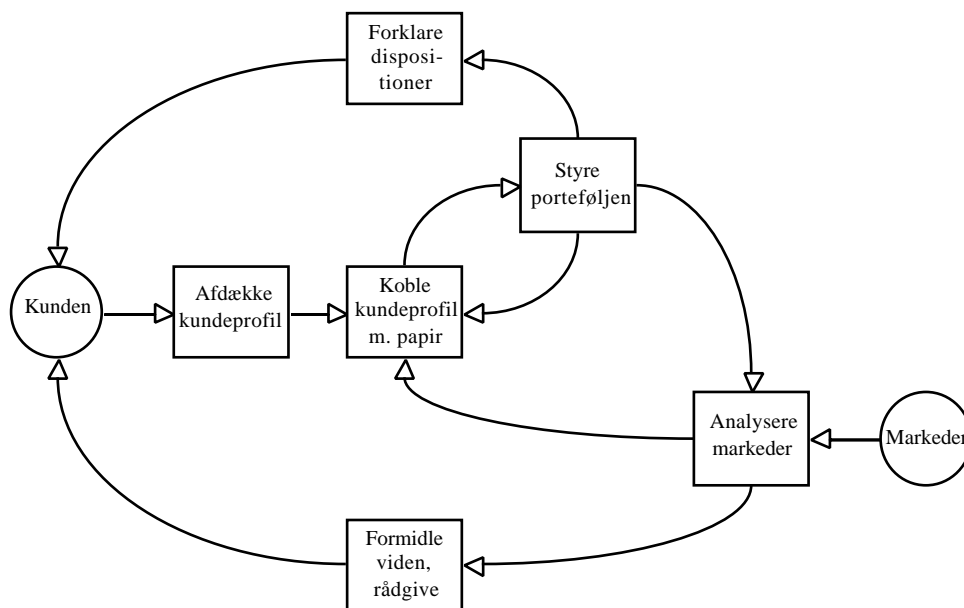 Forklare
disposi-
tioner
Styre
porteføljen
Kunden
Afdække
kundeprofil
Koble
kundeprofil
m. papir
Analysere
markeder
Markeder
Formidle
viden,
rådgive